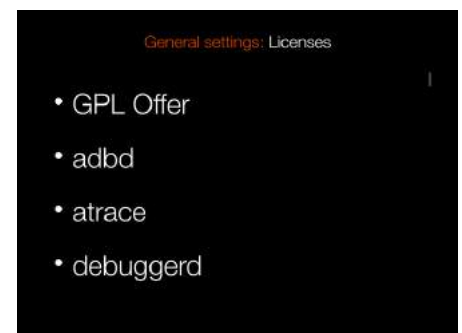 General settings: Licenses
• GPL Offer
• adbd
• atrace
• debuggerd